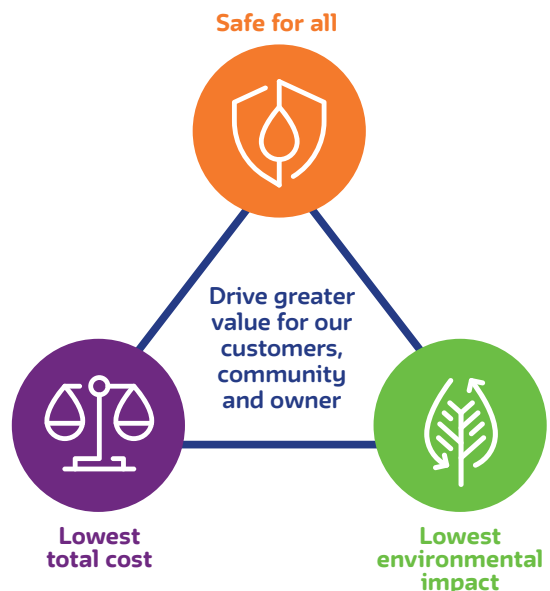 Safe for all
Drive greater
value for our
customers,
community
and owner
Lowest
total cost
Lowest
environmental
impact